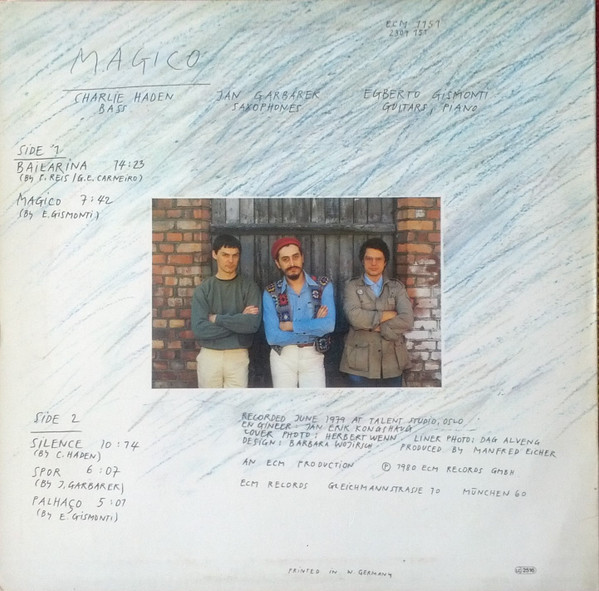 ECM 1151
2301 151
MAGICO
CHARLIE HADEN JAN GARBAREK EGBERTO GISMONTI
BASS SAXOPHONES GUITARS, PIANO
SIDE 1
BAILARINA 14:23
(By P. REIS / G.E. CARNEIRO)
MAGICO 7:42
(By E. GISMONTI)
SIDE 2
SILENCE 10:14
(By C. HADEN)
SPOR 6:07
(By J. GARBAREK)
PALHAÇO 5:01
(By E. GISMONTI)
RECORDED JUNE 1979 AT TALENT STUDIO, OSLO
ENGINEER: JAN ERIK KONGSHAUG
COVER PHOTO: HERBERT WENN LINER PHOTO: DAG ALVENG
DESIGN: BARBARA WOJIRSCH PRODUCED BY MANFRED EICHER
AN ECM PRODUCTION ℗ 1980 ECM RECORDS GMBH
ECM RECORDS GLEICHMANNSTRASSE 10 MÜNCHEN 60
PRINTED IN W. GERMANY